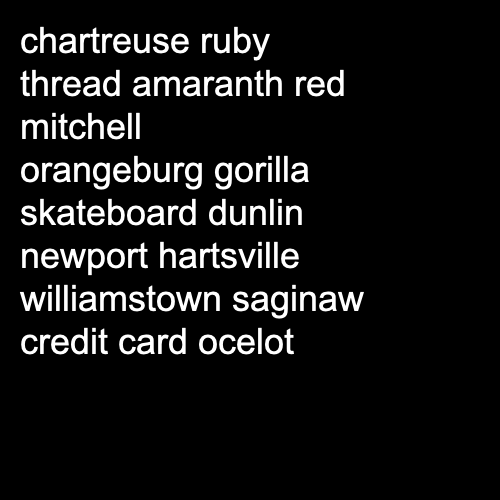 chartreuse ruby
thread amaranth red
mitchell
orangeburg gorilla
skateboard dunlin
newport hartsville
williamstown saginaw
credit card ocelot